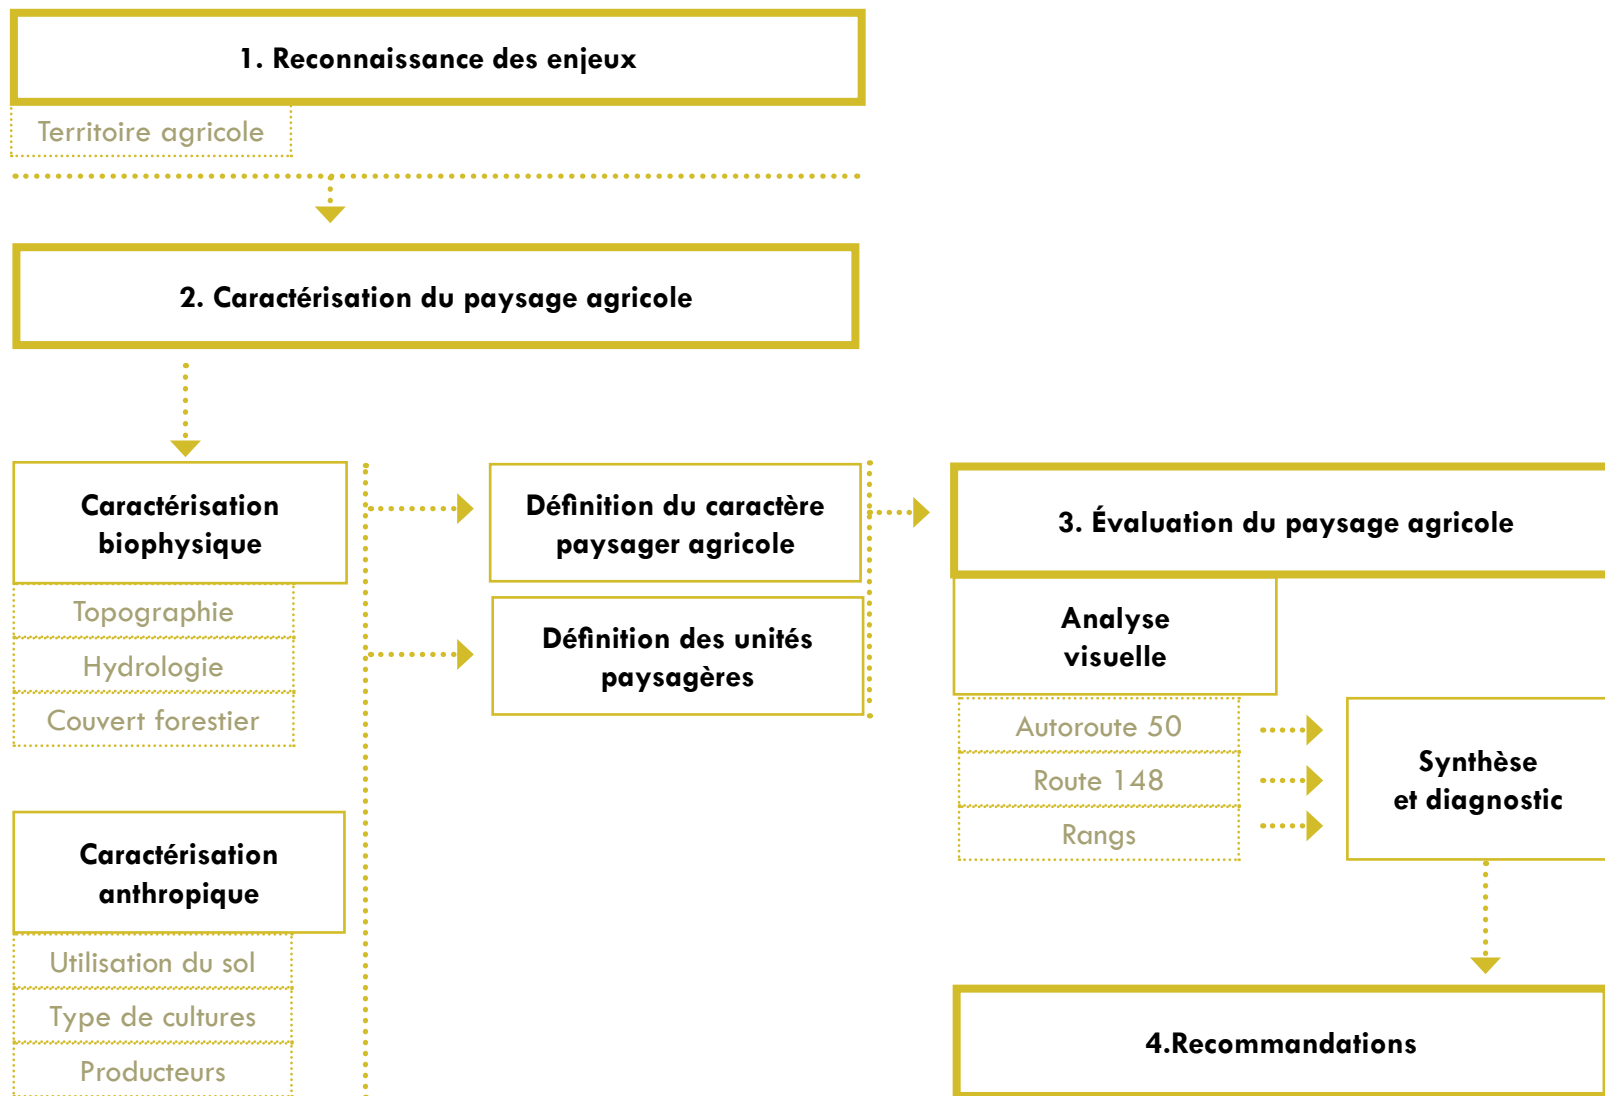 1. Reconnaissance des enjeux
Territoire agricole
2. Caractérisation du paysage agricole
Caractérisation
biophysique
Topographie
Hydrologie
Couvert forestier
Caractérisation
anthropique
Utilisation du sol
Type de cultures
Producteurs
Définition du caractère
paysager agricole
Définition des unités
paysagères
3. Évaluation du paysage agricole
Analyse
visuelle
Autoroute 50
Route 148
Rangs
Synthèse
et diagnostic
4.Recommandations